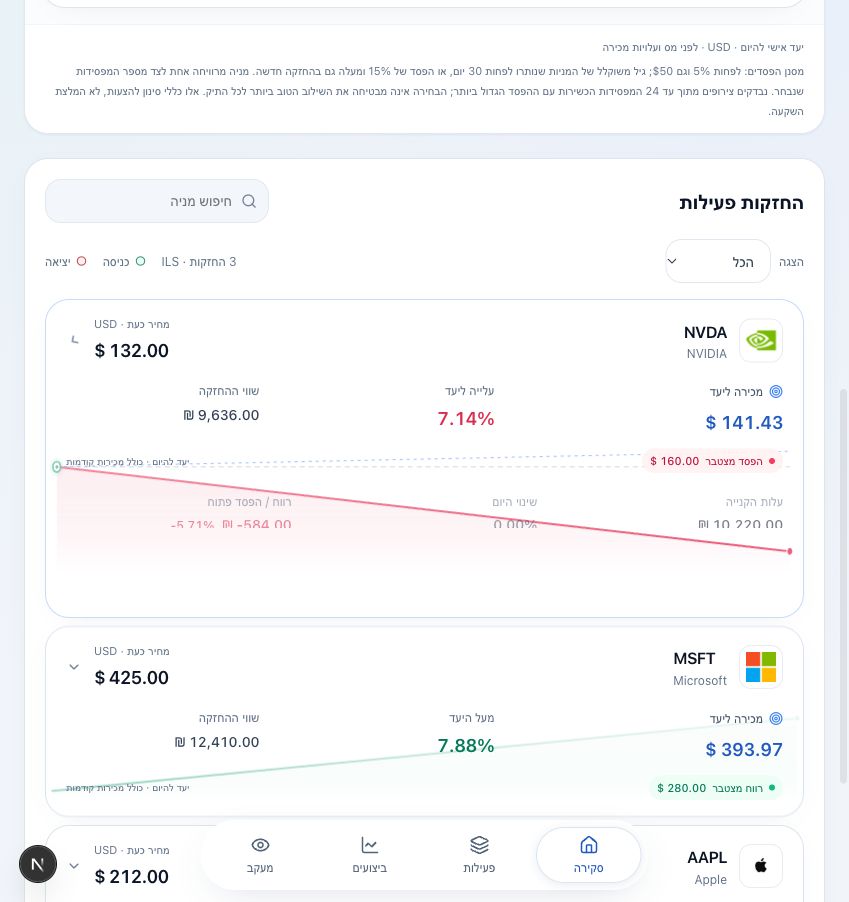 יעד אישי להיום · USD · לפני מס ועלויות מכירה
מסנן הפסדים: לפחות 5% וגם $50; גיל משוקלל של המניות שנותרו לפחות 30 יום, או הפסד של 15% ומעלה גם בהחזקה חדשה. מניה מרוויחה אחת לצד מספר המפסידות
שנבחר. נבדקים צירופים מתוך עד 24 המפסידות הכשירות עם ההפסד הגדול ביותר; הבחירה אינה מבטיחה את השילוב הטוב ביותר לכל התיק. אלו כללי סינון להצעות, לא המלצת
השקעה.
החזקות פעילות
חיפוש מניה
הצגה
הכל
3 החזקות · ILS
כניסה
יציאה
NVDA
NVIDIA
מחיר כעת · USD
$ 132.00
מכירה ליעד
$ 141.43
עלייה ליעד
7.14%
שווי ההחזקה
₪ 9,636.00
הפסד מצטבר $ 160.00
יעד להיום · כולל מכירות קודמות
עלות הקנייה
₪ 10,220.00
שינוי היום
0.00%
רווח / הפסד פתוח
₪ -584.00 -5.71%
MSFT
Microsoft
מחיר כעת · USD
$ 425.00
מכירה ליעד
$ 393.97
מעל היעד
7.88%
שווי ההחזקה
₪ 12,410.00
רווח מצטבר $ 280.00
יעד להיום · כולל מכירות קודמות
AAPL
Apple
מחיר כעת · USD
$ 212.00
סקירה
פעילות
ביצועים
מעקב
N